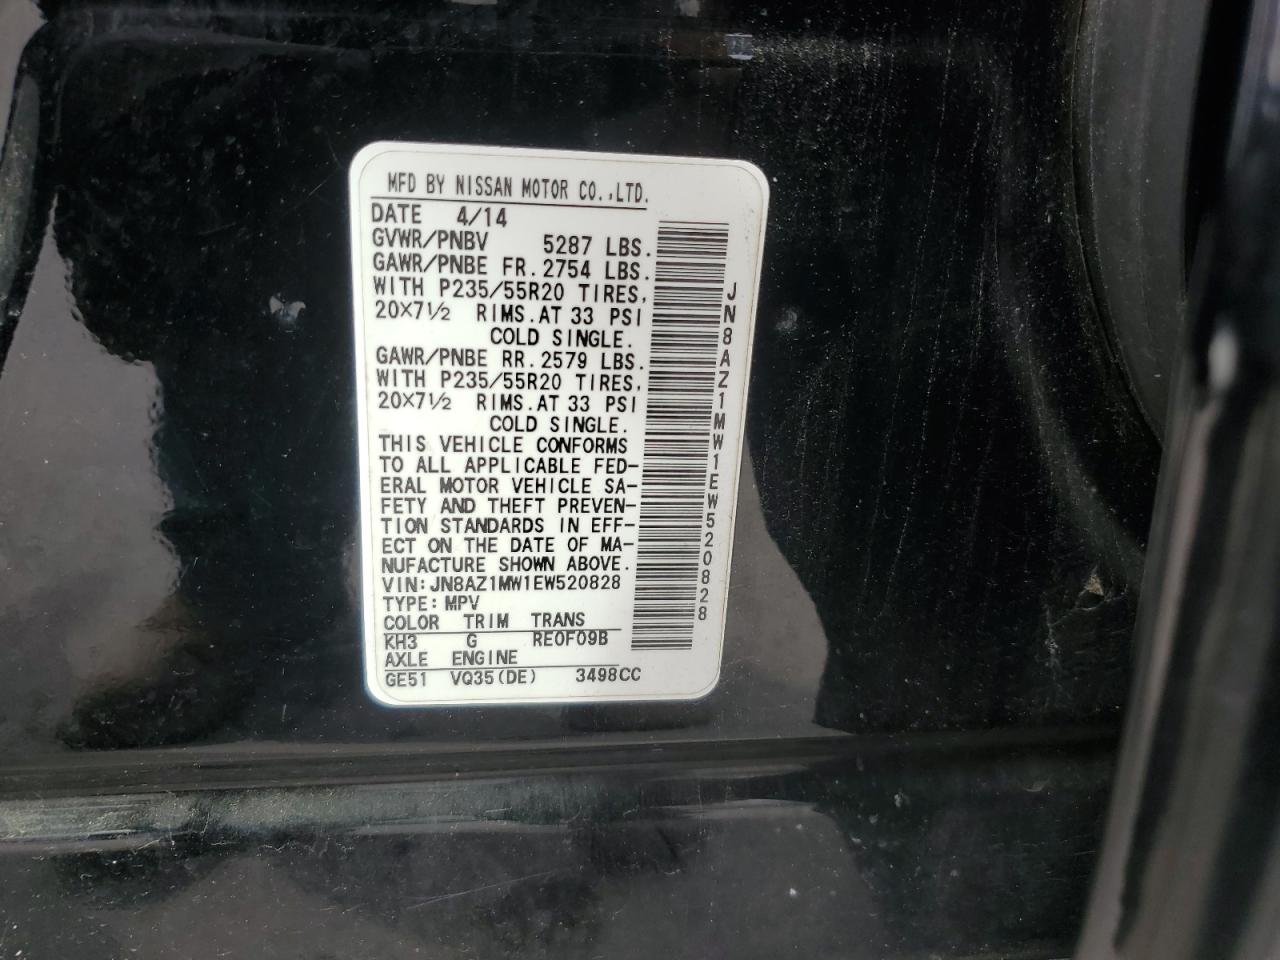 MFD BY NISSAN MOTOR CO.,LTD.
DATE 4/14
GVWR/PNBV 5287 LBS.
GAWR/PNBE FR. 2754 LBS.
WITH P235/55R20 TIRES,
20×7½ RIMS. AT 33 PSI
COLD SINGLE.
GAWR/PNBE RR. 2579 LBS.
WITH P235/55R20 TIRES,
20×7½ RIMS. AT 33 PSI
COLD SINGLE.
THIS VEHICLE CONFORMS
TO ALL APPLICABLE FED-
ERAL MOTOR VEHICLE SA-
FETY AND THEFT PREVEN-
TION STANDARDS IN EFF-
ECT ON THE DATE OF MA-
NUFACTURE SHOWN ABOVE.
VIN: JN8AZ1MW1EW520828
TYPE: MPV
COLOR TRIM TRANS
KH3 G RE0F09B
AXLE ENGINE
GE51 VQ35(DE) 3498CC
JN8AZ1MW1EW520828